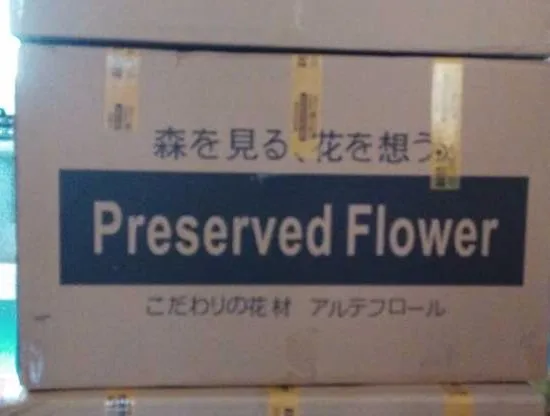 森を見る、花を想う。
Preserved Flower
こだわりの花材 アルテフロール